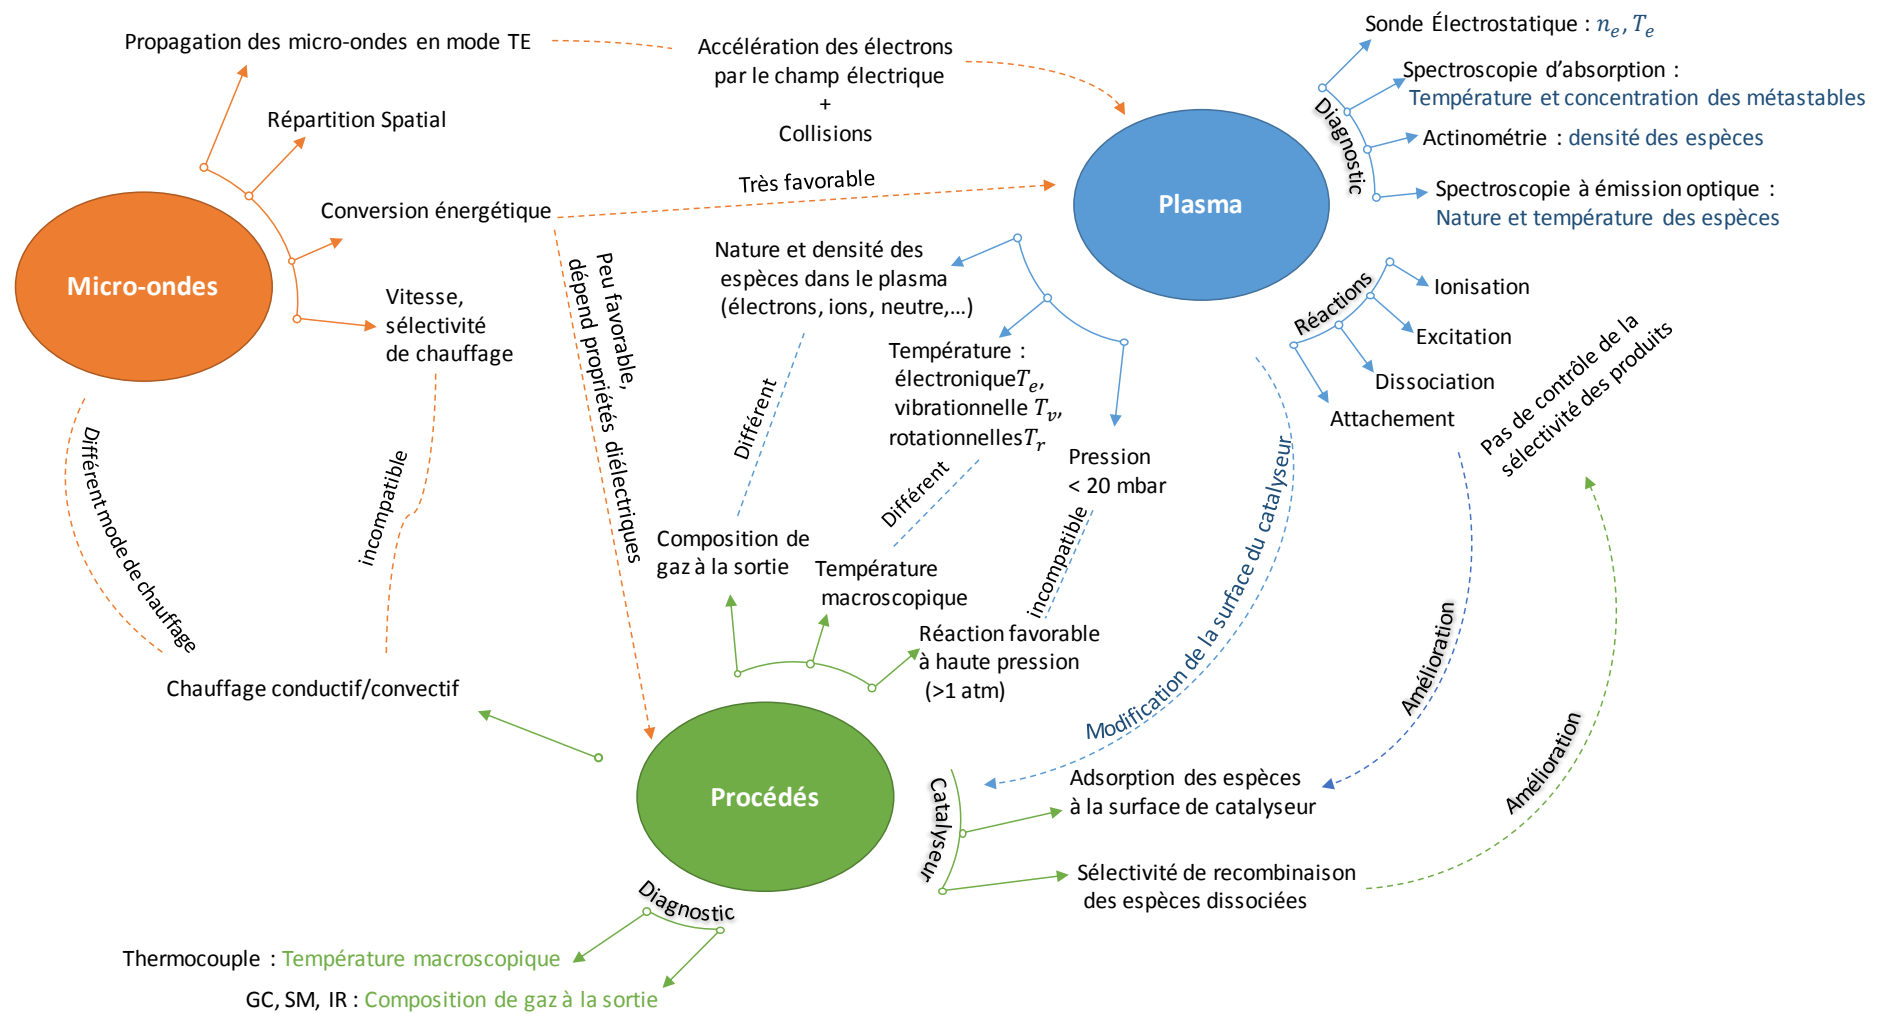 Propagation des micro-ondes en mode TE
Répartition Spatial
Conversion énergétique
Vitesse,
sélectivité
de chauffage
Micro-ondes
Accélération des électrons
par le champ électrique
+
Collisions
Très favorable
Peu favorable,
dépend propriétés diélectriques
Différent mode de chauffage
incompatible
Chauffage conductif/convectif
Plasma
Diagnostic
Sonde Électrostatique : nₑ, Tₑ
Spectroscopie d’absorption :
Température et concentration des métastables
Actinométrie : densité des espèces
Spectroscopie à émission optique :
Nature et température des espèces
Réactions
Ionisation
Excitation
Dissociation
Attachement
Nature et densité des
espèces dans le plasma
(électrons, ions, neutre,…)
Température :
électroniqueTₑ,
vibrationnelle Tᵥ,
rotationnellesTᵣ
Pression
< 20 mbar
Différent
Différent
incompatible
Composition de
gaz à la sortie
Température
macroscopique
Réaction favorable
à haute pression
(>1 atm)
Modification de la surface du catalyseur
Amélioration
Amélioration
Pas de contrôle de la
sélectivité des produits
Procédés
Catalyseur
Adsorption des espèces
à la surface de catalyseur
Sélectivité de recombinaison
des espèces dissociées
Diagnostic
Thermocouple : Température macroscopique
GC, SM, IR : Composition de gaz à la sortie